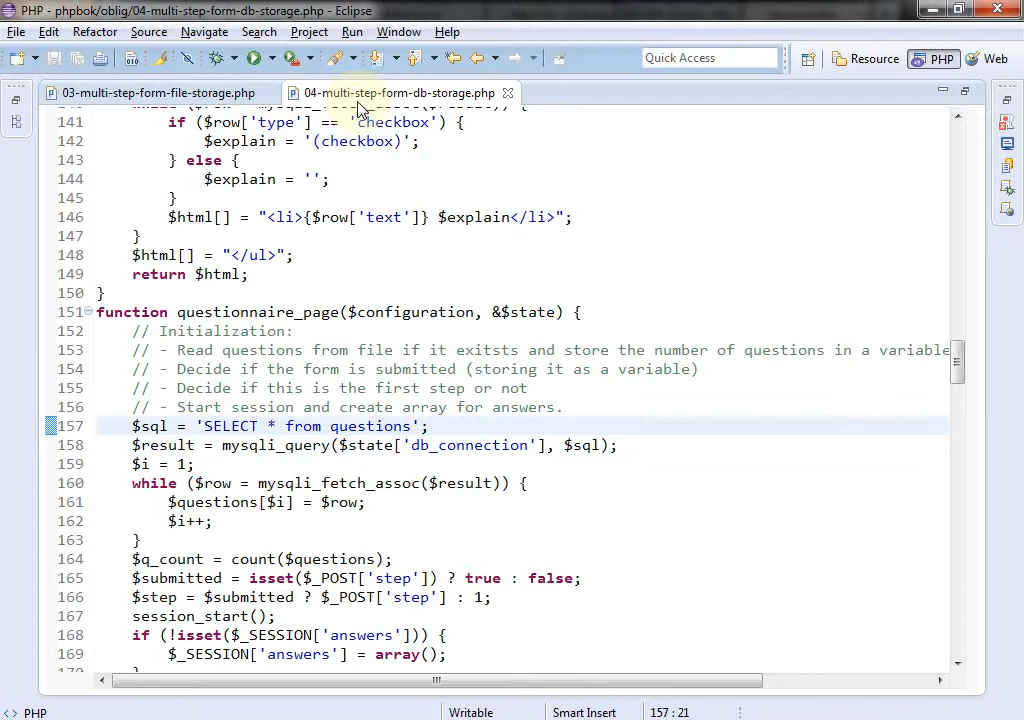 PHP - phpbok/oblig/04-multi-step-form-db-storage.php - Eclipse
File Edit Refactor Source Navigate Search Project Run Window Help
Quick Access
Resource PHP Web
03-multi-step-form-file-storage.php 04-multi-step-form-db-storage.php
141 if ($row['type'] == 'checkbox') {
142 $explain = '(checkbox)';
143 } else {
144 $explain = '';
145 }
146 $html[] = "<li>{$row['text']} $explain</li>";
147 }
148 $html[] = "</ul>";
149 return $html;
150 }
151 function questionnaire_page($configuration, &$state) {
152 // Initialization:
153 // - Read questions from file if it exitsts and store the number of questions in a variable
154 // - Decide if the form is submitted (storing it as a variable)
155 // - Decide if this is the first step or not
156 // - Start session and create array for answers.
157 $sql = 'SELECT * from questions';
158 $result = mysqli_query($state['db_connection'], $sql);
159 $i = 1;
160 while ($row = mysqli_fetch_assoc($result)) {
161 $questions[$i] = $row;
162 $i++;
163 }
164 $q_count = count($questions);
165 $submitted = isset($_POST['step']) ? true : false;
166 $step = $submitted ? $_POST['step'] : 1;
167 session_start();
168 if (!isset($_SESSION['answers'])) {
169 $_SESSION['answers'] = array();
PHP Writable Smart Insert 157 : 21